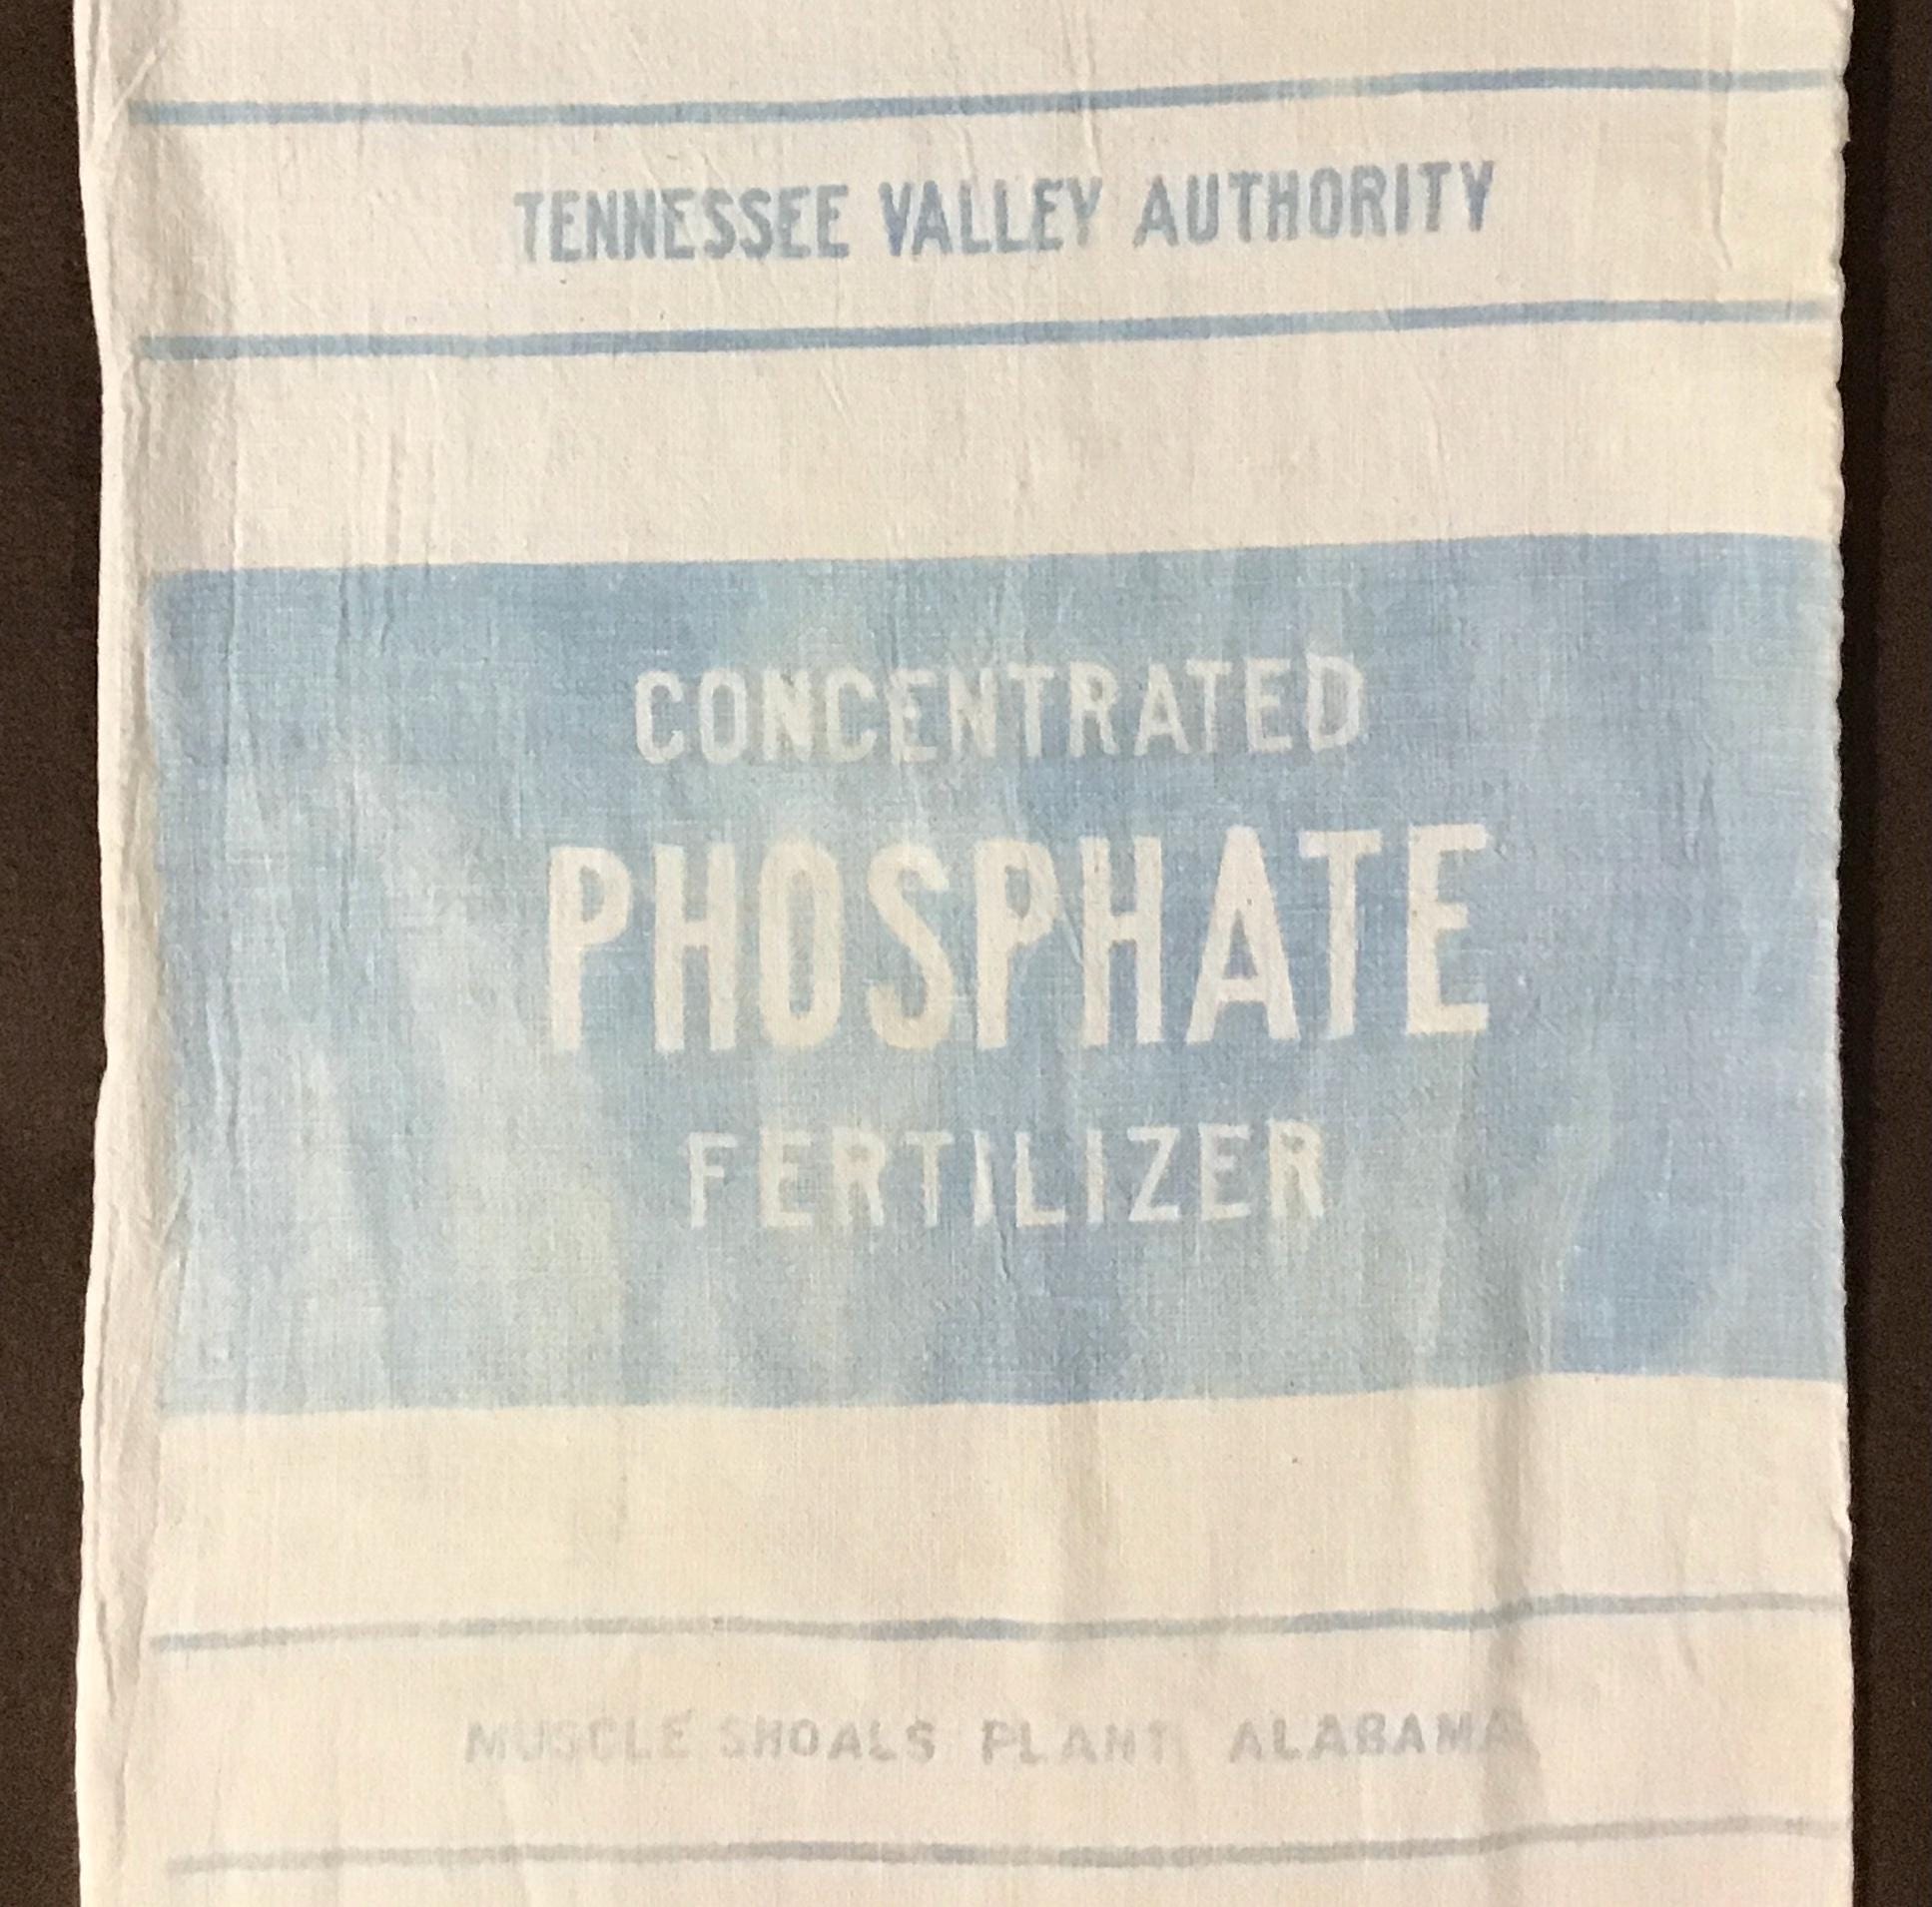 TENNESSEE VALLEY AUTHORITY
CONCENTRATED
PHOSPHATE
FERTILIZER
MUSCLE SHOALS PLANT ALABAMA